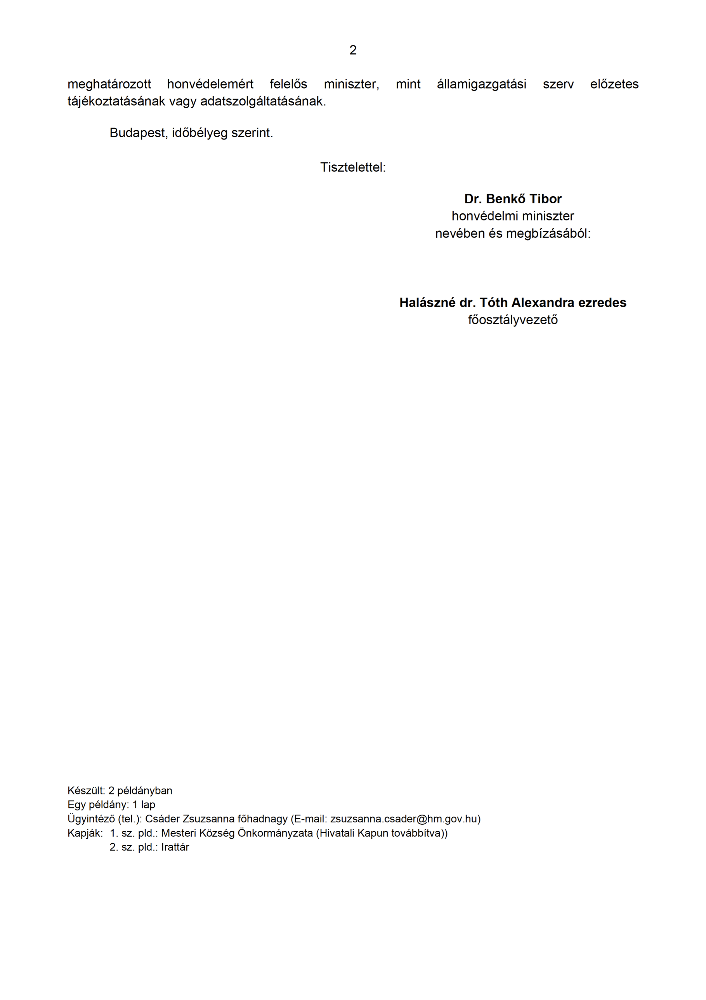 2
meghatározott honvédelemért felelős miniszter, mint államigazgatási szerv előzetes
tájékoztatásának vagy adatszolgáltatásának.
Budapest, időbélyeg szerint.
Tisztelettel:
Dr. Benkő Tibor
honvédelmi miniszter
nevében és megbízásából:
Halászné dr. Tóth Alexandra ezredes
főosztályvezető
Készült: 2 példányban
Egy példány: 1 lap
Ügyintéző (tel.): Csáder Zsuzsanna főhadnagy (E-mail: zsuzsanna.csader@hm.gov.hu)
Kapják: 1. sz. pld.: Mesteri Község Önkormányzata (Hivatali Kapun továbbítva))
2. sz. pld.: Irattár